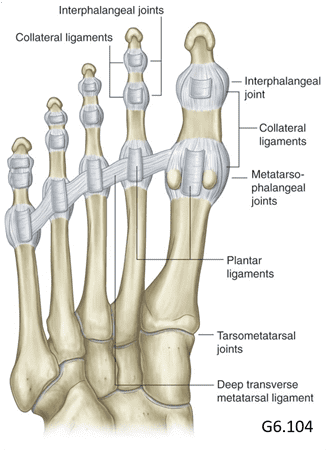 Interphalangeal joints
Collateral ligaments
Interphalangeal
joint
Collateral
ligaments
Metatarso-
phalangeal
joints
Plantar
ligaments
Tarsometatarsal
joints
Deep transverse
metatarsal ligament
G6.104